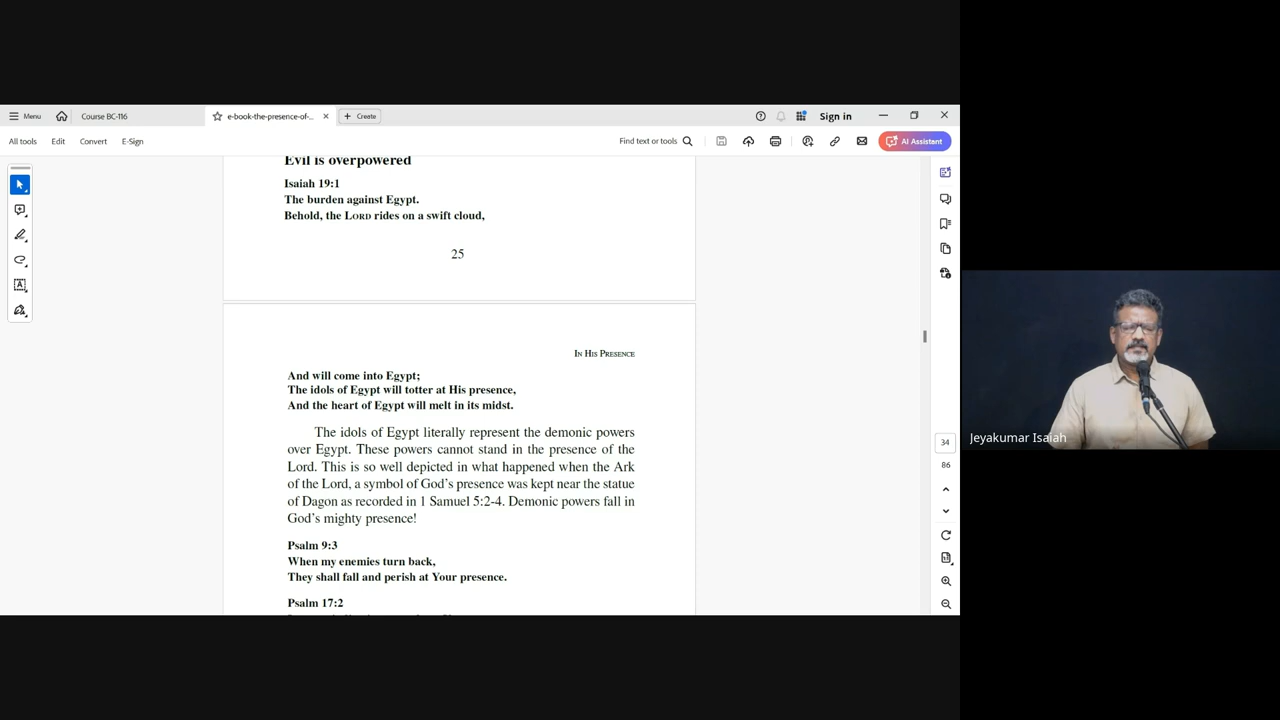 Menu
Course BC-116
e-book-the-presence-of-...
Create
Sign in
All tools
Edit
Convert
E-Sign
Find text or tools
AI Assistant
Evil is overpowered
Isaiah 19:1
The burden against Egypt.
Behold, the LORD rides on a swift cloud,
25
IN HIS PRESENCE
And will come into Egypt;
The idols of Egypt will totter at His presence,
And the heart of Egypt will melt in its midst.
The idols of Egypt literally represent the demonic powers
over Egypt. These powers cannot stand in the presence of the
Lord. This is so well depicted in what happened when the Ark
of the Lord, a symbol of God's presence was kept near the statue
of Dagon as recorded in 1 Samuel 5:2-4. Demonic powers fall in
God's mighty presence!
Psalm 9:3
When my enemies turn back,
They shall fall and perish at Your presence.
Psalm 17:2
34
86
Jeyakumar Isaiah